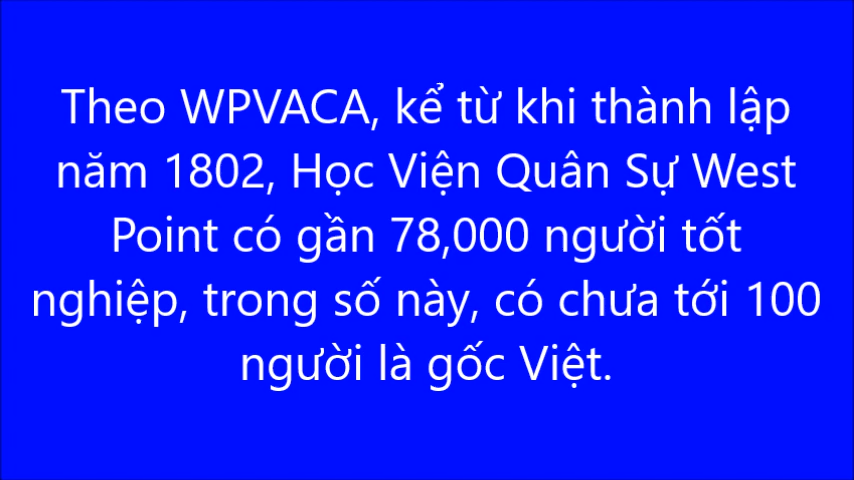 Theo WPVACA, kể từ khi thành lập
năm 1802, Học Viện Quân Sự West
Point có gần 78,000 người tốt
nghiệp, trong số này, có chưa tới 100
người là gốc Việt.